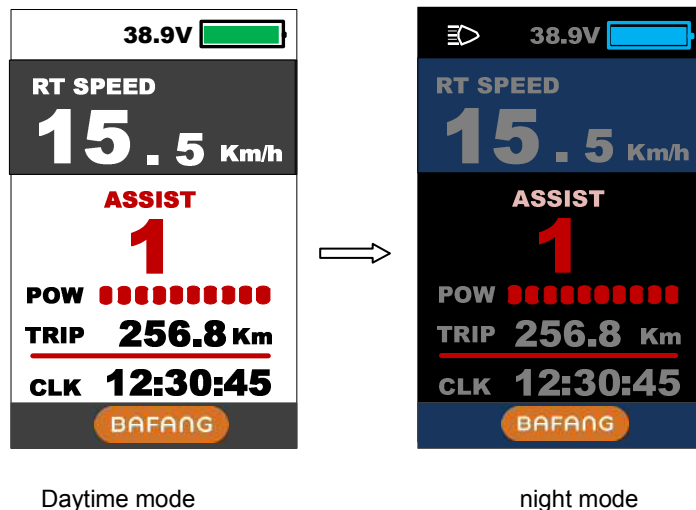 38.9V
RT SPEED
15.5 Km/h
ASSIST
1
POW
TRIP 256.8 Km
CLK 12:30:45
BAFANG
Daytime mode
38.9V
RT SPEED
15.5 Km/h
ASSIST
1
POW
TRIP 256.8 Km
CLK 12:30:45
BAFANG
night mode